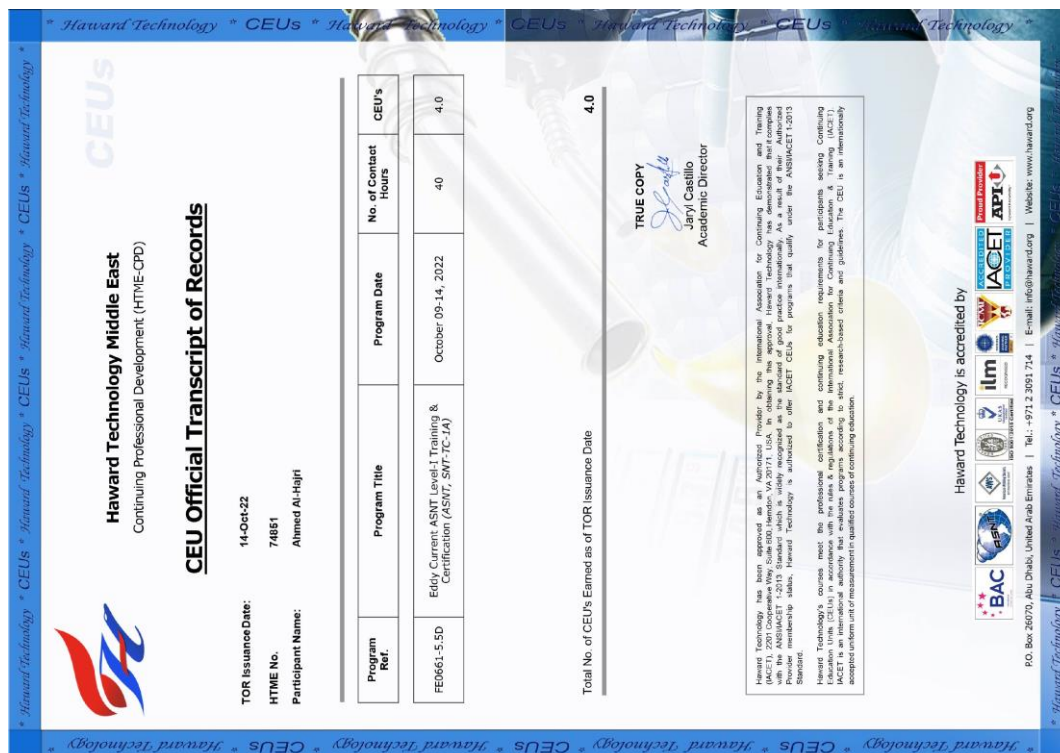 * Haward Technology * CEUs * Haward Technology * CEUs * Haward Technology * CEUs * Haward Technology *
CEUs
Haward Technology Middle East
Continuing Professional Development (HTME-CPD)
CEU Official Transcript of Records
TOR IssuanceDate: 14-Oct-22
HTME No. 74851
Participant Name: Ahmed Al-Hajri
Program Ref. Program Title Program Date No. of Contact Hours CEU's
FE0661-5.5D Eddy Current ASNT Level-I Training & Certification (ASNT, SNT-TC-1A) October 09-14, 2022 40 4.0
Total No. of CEU's Earned as of TOR Issuance Date 4.0
TRUE COPY
Jaryl Castillo
Academic Director
Haward Technology has been approved as an Authorized Provider by the International Association for Continuing Education and Training
(IACET), 2201 Cooperative Way, Suite 600, Herndon, VA 20171, USA. In obtaining this approval, Haward Technology has demonstrated that it complies
with the ANSI/IACET 1-2013 Standard which is widely recognized as the standard of good practice internationally. As a result of their Authorized
Provider membership status, Haward Technology is authorized to offer IACET CEUs for programs that qualify under the ANSI/IACET 1-2013
Standard.
Haward Technology's courses meet the professional certification and continuing education requirements for participants seeking Continuing
Education Units (CEUs) in accordance with the rules & regulations of the International Association for Continuing Education & Training (IACET).
IACET is an international authority that evaluates programs according to strict, research-based criteria and guidelines. The CEU is an internationally
accepted uniform unit of measurement in qualified courses of continuing education.
Haward Technology is accredited by
BAC
ASNT
ilm
ACCREDITED
IACET
PROVIDER
Proud Provider
API-U
P.O. Box 26070, Abu Dhabi, United Arab Emirates | Tel.: +971 2 3091 714 | E-mail: info@haward.org | Website: www.haward.org